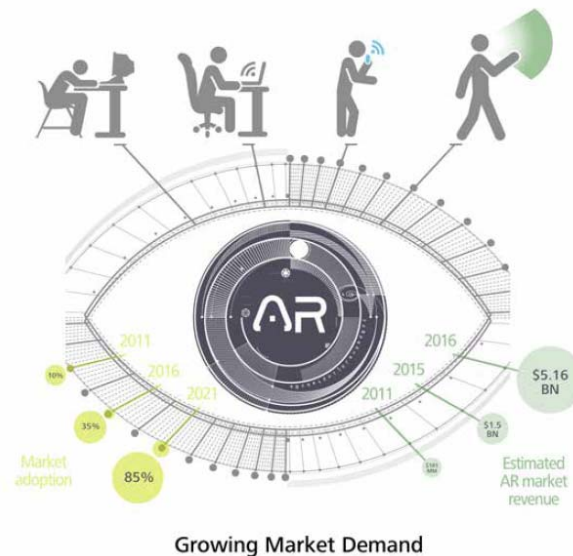 AR
2011
2016
2021
10%
35%
85%
Market
adoption
2016
2015
2011
$5.16
BN
$1.5
BN
Estimated
AR market
revenue
Growing Market Demand